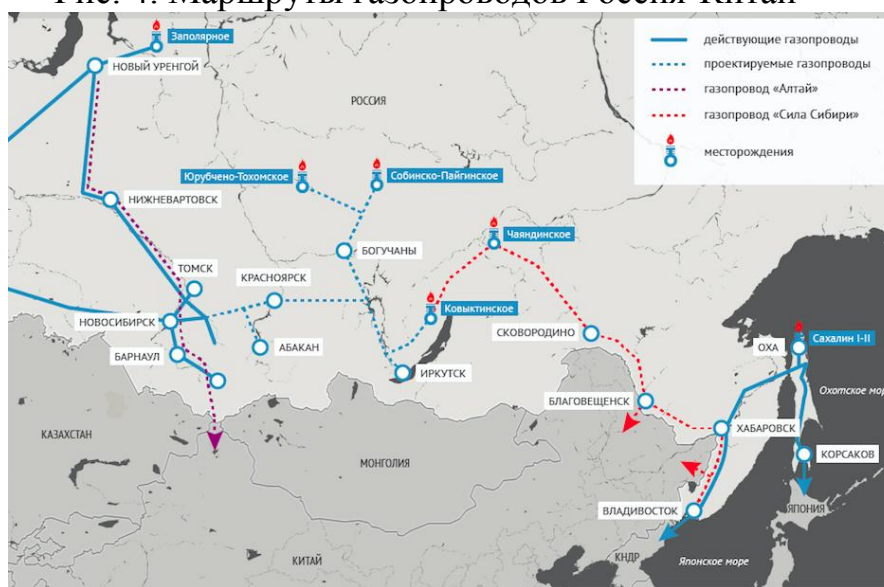 Рис. 4. Маршруты газопроводов Россия-Китай
Заполярное
НОВЫЙ УРЕНГОЙ
РОССИЯ
действующие газопроводы
проектируемые газопроводы
газопровод «Алтай»
газопровод «Сила Сибири»
месторождения
Юрубчено-Тохомское
Собинско-Пайгинское
НИЖНЕВАРТОВСК
Чаяндинское
БОГУЧАНЫ
ТОМСК
КРАСНОЯРСК
Ковыктинское
НОВОСИБИРСК
СКОВОРОДИНО
Сахалин I-II
ОХА
БАРНАУЛ
АБАКАН
ИРКУТСК
Охотское мор
БЛАГОВЕЩЕНСК
ХАБАРОВСК
КАЗАХСТАН
МОНГОЛИЯ
КОРСАКОВ
ВЛАДИВОСТОК
ЯПОНИЯ
КИТАЙ
КНДР
Японское море